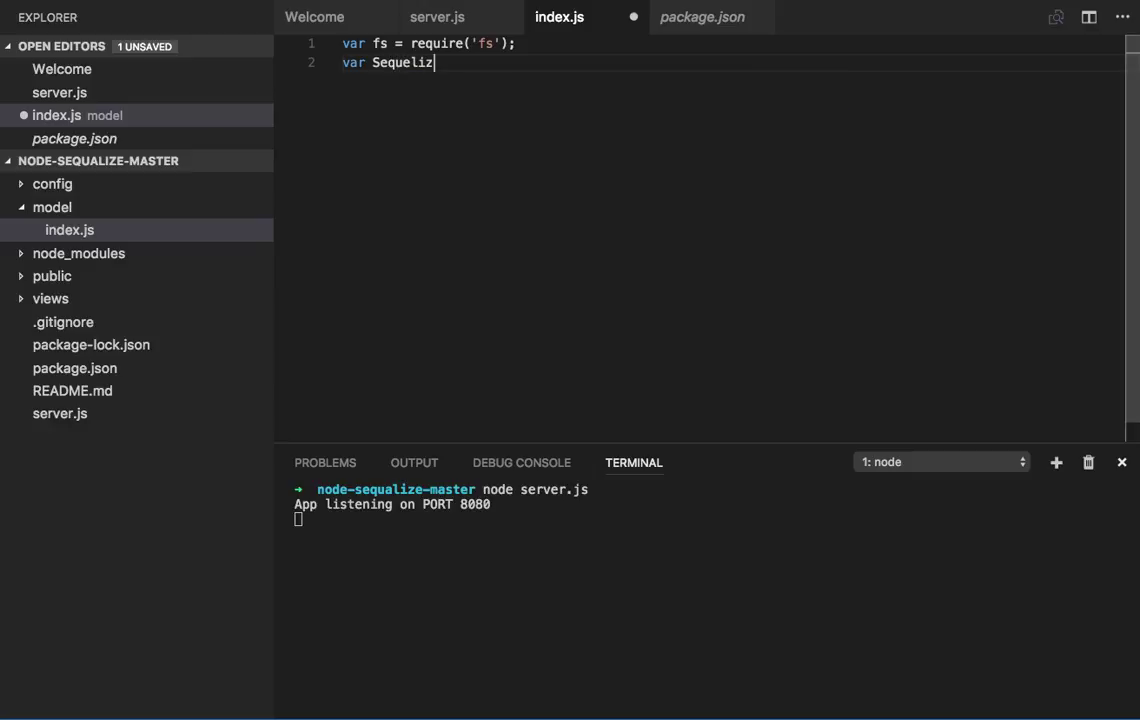 EXPLORER
Welcome
server.js
index.js
package.json
OPEN EDITORS 1 UNSAVED
Welcome
server.js
index.js model
package.json
NODE-SEQUALIZE-MASTER
config
model
index.js
node_modules
public
views
.gitignore
package-lock.json
package.json
README.md
server.js
1 var fs = require('fs');
2 var Sequeliz
PROBLEMS OUTPUT DEBUG CONSOLE TERMINAL 1: node
➜ node-sequalize-master node server.js
App listening on PORT 8080